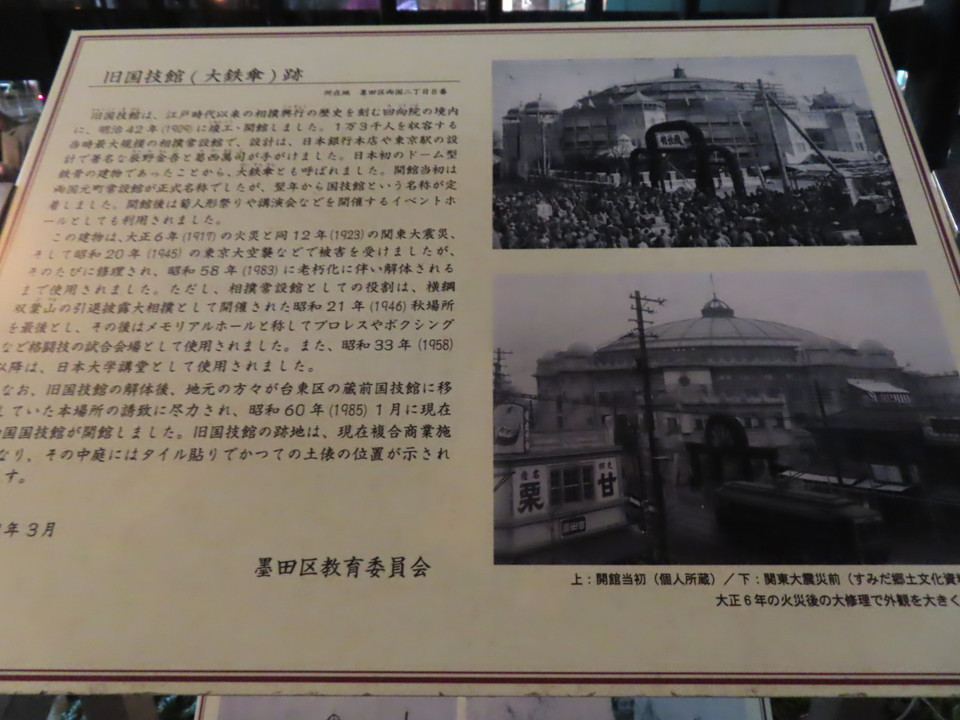 旧国技館(大鉄傘)跡
所在地 墨田区両国二丁目8番
旧国技館は、江戸時代以来の相撲興行の歴史を刻む回向院の境内
に、明治42年(1909)に竣工・開館しました。1万3千人を収容する
当時最大規模の相撲常設館で、設計は、日本銀行本店や東京駅の設
計で著名な辰野金吾と葛西萬司が手がけました。日本初のドーム型
鉄骨の建物であったことから、大鉄傘とも呼ばれました。開館当初は
両国元町常設館が正式名称でしたが、翌年から国技館という名称が定
着しました。開館後は菊人形祭りや講演会などを開催するイベントホ
ールとしても利用されました。
この建物は、大正6年(1917)の火災と同12年(1923)の関東大震災、
そして昭和20年(1945)の東京大空襲などで被害を受けましたが、
そのたびに修理され、昭和58年(1983)に老朽化に伴い解体される
まで使用されました。ただし、相撲常設館としての役割は、横綱
双葉山の引退披露大相撲として開催された昭和21年(1946)秋場所
を最後とし、その後はメモリアルホールと称してプロレスやボクシング
など格闘技の試合会場として使用されました。また、昭和33年(1958)
以降は、日本大学講堂として使用されました。
なお、旧国技館の解体後、地元の方々が台東区の蔵前国技館に移
していた本場所の誘致に尽力され、昭和60年(1985)1月に現在
国国技館が開館しました。旧国技館の跡地は、現在複合商業施
なり、その中庭にはタイル貼りでかつての土俵の位置が示され
す。
年3月
墨田区教育委員会
栗
甘
上:開館当初(個人所蔵)/下:関東大震災前(すみだ郷土文化資料
大正6年の火災後の大修理で外観を大きく